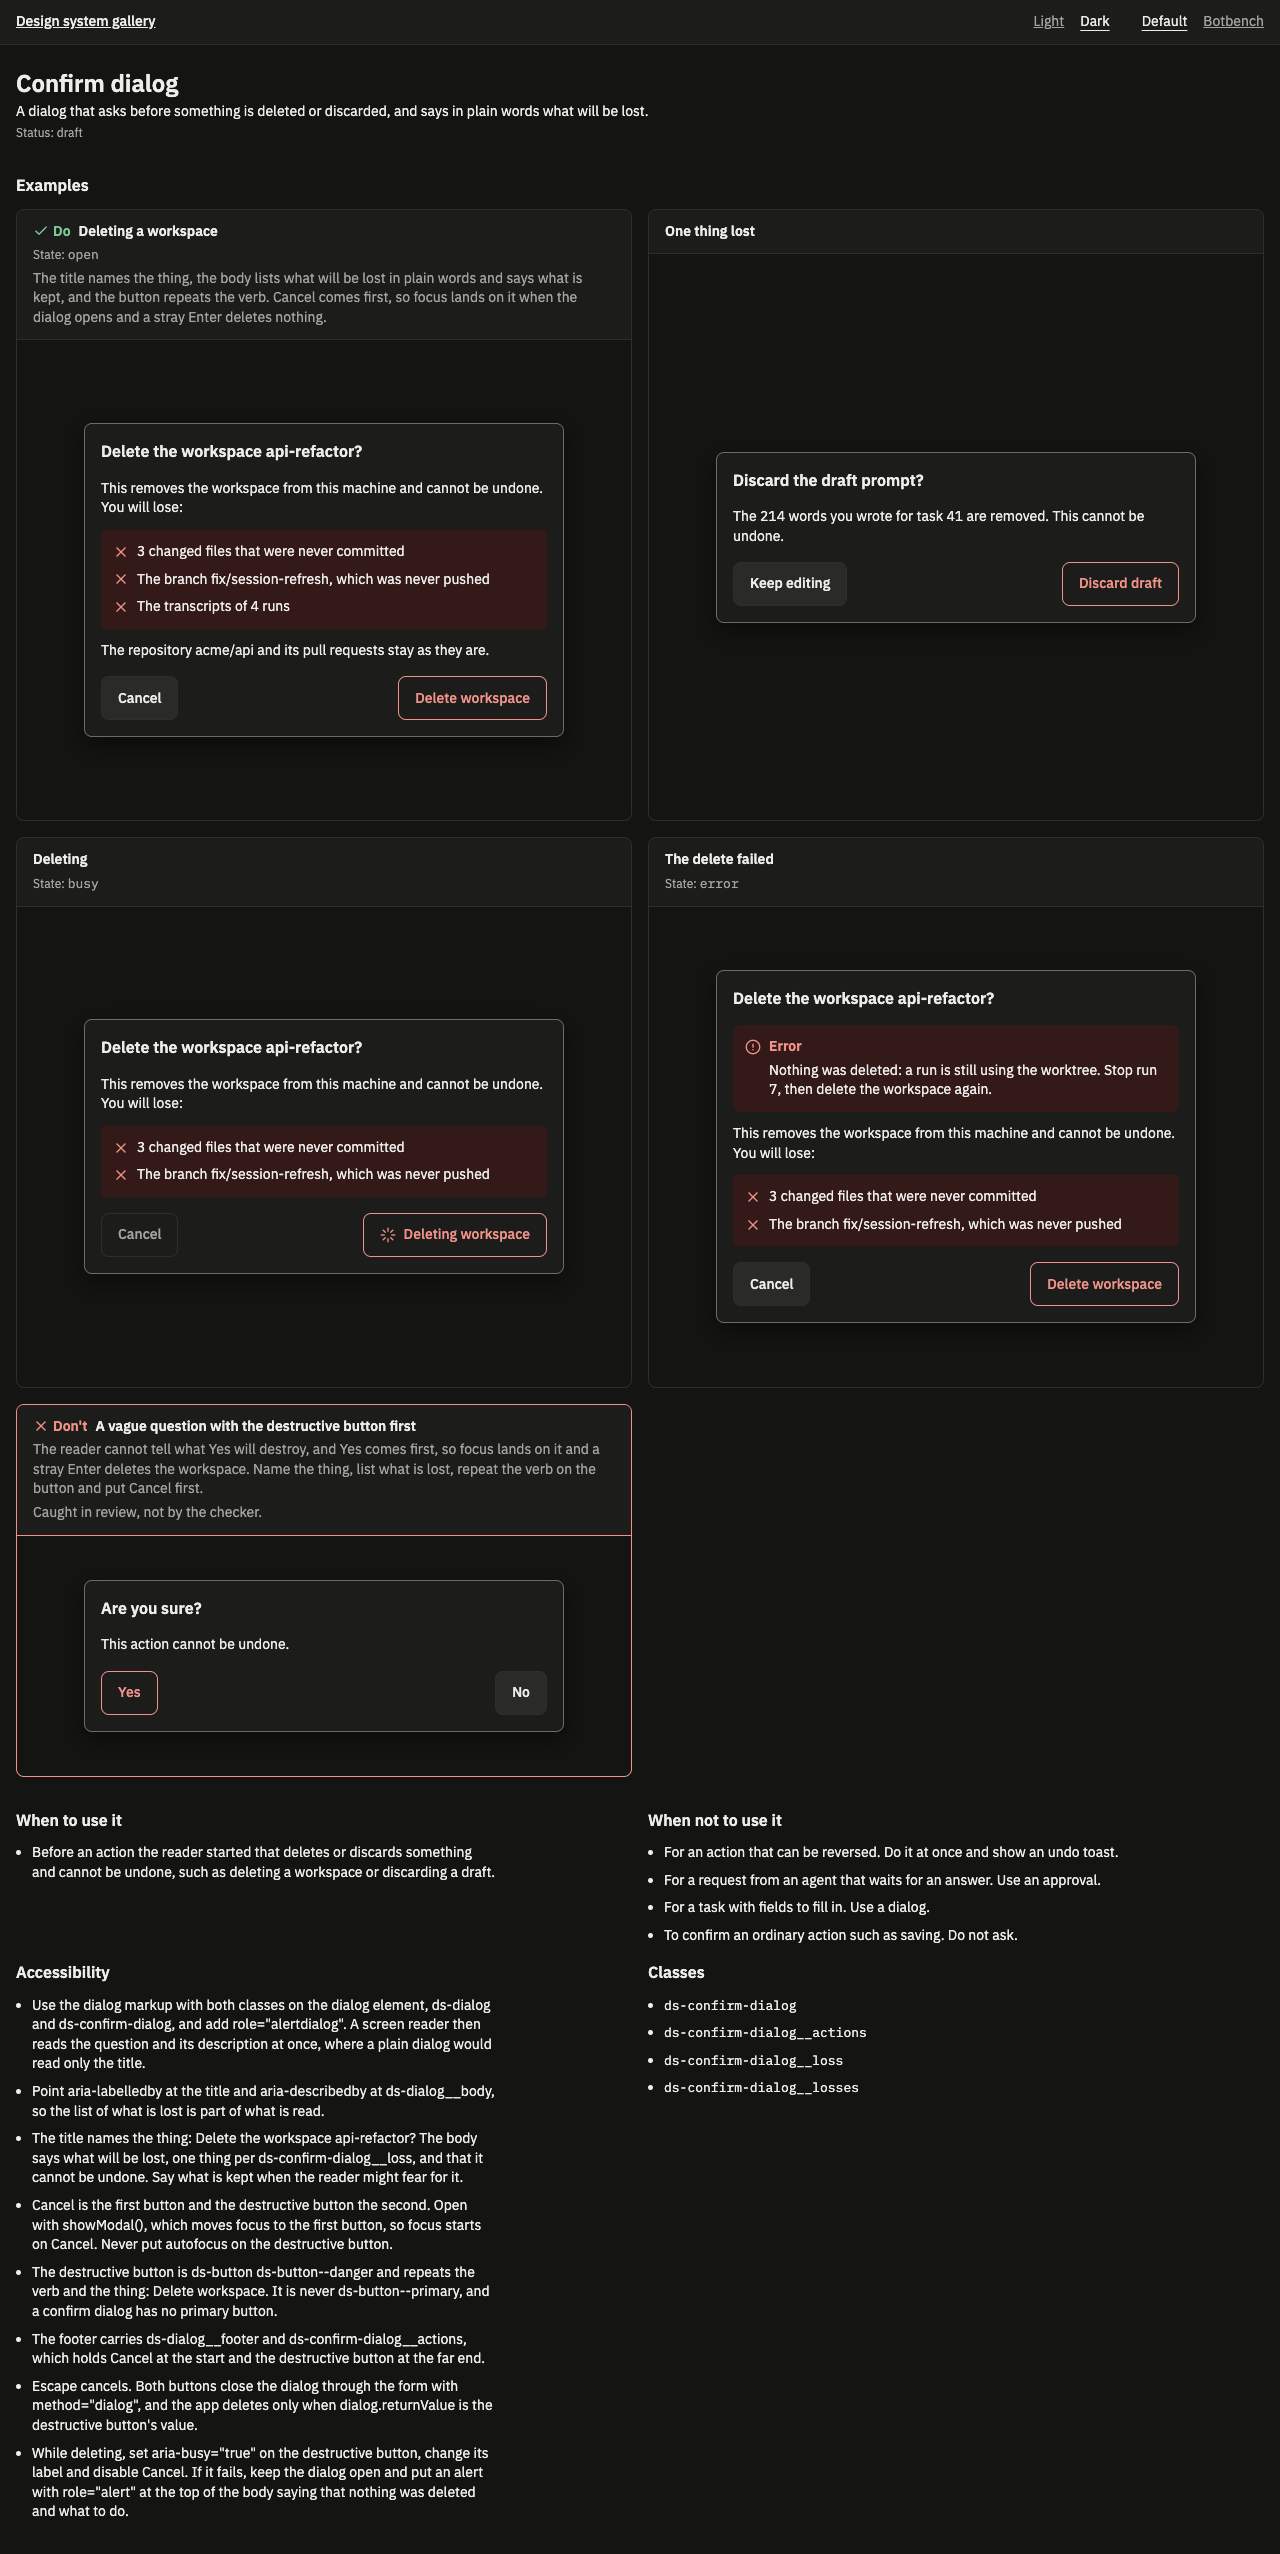 Design system gallery
Light
Dark
Default
Botbench
Confirm dialog
A dialog that asks before something is deleted or discarded, and says in plain words what will be lost.
Status: draft
Examples
Do Deleting a workspace
State: open
The title names the thing, the body lists what will be lost in plain words and says what is
kept, and the button repeats the verb. Cancel comes first, so focus lands on it when the
dialog opens and a stray Enter deletes nothing.
Delete the workspace api-refactor?
This removes the workspace from this machine and cannot be undone.
You will lose:
3 changed files that were never committed
The branch fix/session-refresh, which was never pushed
The transcripts of 4 runs
The repository acme/api and its pull requests stay as they are.
Cancel
Delete workspace
One thing lost
Discard the draft prompt?
The 214 words you wrote for task 41 are removed. This cannot be
undone.
Keep editing
Discard draft
Deleting
State: busy
Delete the workspace api-refactor?
This removes the workspace from this machine and cannot be undone.
You will lose:
3 changed files that were never committed
The branch fix/session-refresh, which was never pushed
Cancel
Deleting workspace
The delete failed
State: error
Delete the workspace api-refactor?
Error
Nothing was deleted: a run is still using the worktree. Stop run
7, then delete the workspace again.
This removes the workspace from this machine and cannot be undone.
You will lose:
3 changed files that were never committed
The branch fix/session-refresh, which was never pushed
Cancel
Delete workspace
Don't A vague question with the destructive button first
The reader cannot tell what Yes will destroy, and Yes comes first, so focus lands on it and a
stray Enter deletes the workspace. Name the thing, list what is lost, repeat the verb on the
button and put Cancel first.
Caught in review, not by the checker.
Are you sure?
This action cannot be undone.
Yes
No
When to use it
• Before an action the reader started that deletes or discards something
and cannot be undone, such as deleting a workspace or discarding a draft.
When not to use it
• For an action that can be reversed. Do it at once and show an undo toast.
• For a request from an agent that waits for an answer. Use an approval.
• For a task with fields to fill in. Use a dialog.
• To confirm an ordinary action such as saving. Do not ask.
Accessibility
• Use the dialog markup with both classes on the dialog element, ds-dialog
and ds-confirm-dialog, and add role="alertdialog". A screen reader then
reads the question and its description at once, where a plain dialog would
read only the title.
• Point aria-labelledby at the title and aria-describedby at ds-dialog__body,
so the list of what is lost is part of what is read.
• The title names the thing: Delete the workspace api-refactor? The body
says what will be lost, one thing per ds-confirm-dialog__loss, and that it
cannot be undone. Say what is kept when the reader might fear for it.
• Cancel is the first button and the destructive button the second. Open
with showModal(), which moves focus to the first button, so focus starts
on Cancel. Never put autofocus on the destructive button.
• The destructive button is ds-button ds-button--danger and repeats the
verb and the thing: Delete workspace. It is never ds-button--primary, and
a confirm dialog has no primary button.
• The footer carries ds-dialog__footer and ds-confirm-dialog__actions,
which holds Cancel at the start and the destructive button at the far end.
• Escape cancels. Both buttons close the dialog through the form with
method="dialog", and the app deletes only when dialog.returnValue is the
destructive button's value.
• While deleting, set aria-busy="true" on the destructive button, change its
label and disable Cancel. If it fails, keep the dialog open and put an alert
with role="alert" at the top of the body saying that nothing was deleted
and what to do.
Classes
• ds-confirm-dialog
• ds-confirm-dialog__actions
• ds-confirm-dialog__loss
• ds-confirm-dialog__losses